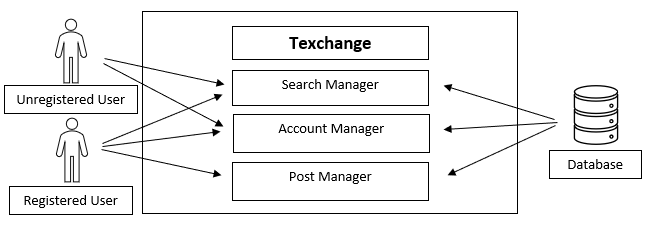 Texchange
Search Manager
Unregistered User
Account Manager
Database
Post Manager
Registered User